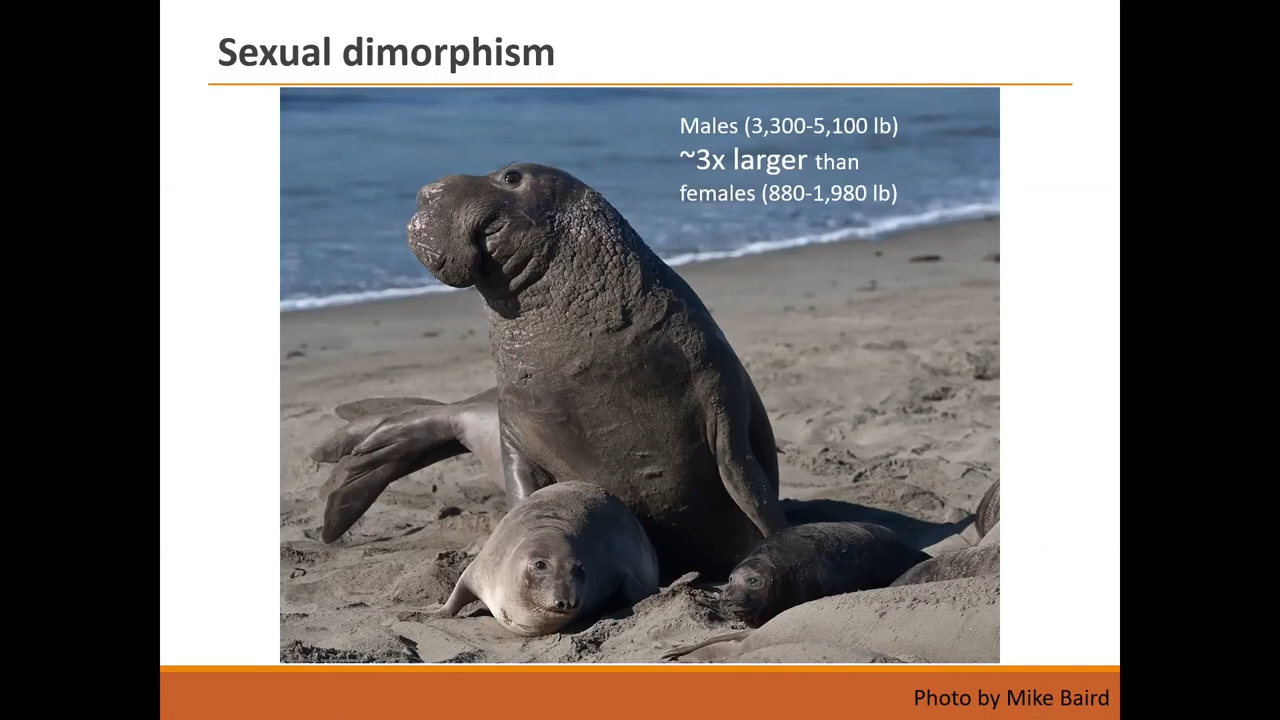 Sexual dimorphism
Males (3,300-5,100 lb)
~3x larger than
females (880-1,980 lb)
Photo by Mike Baird